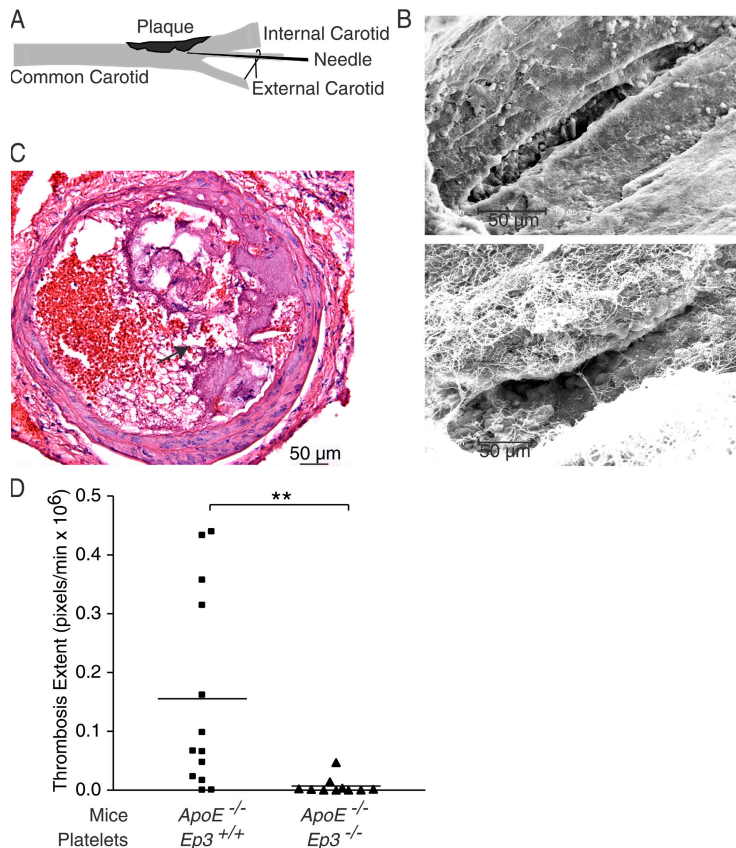 A
Plaque
Internal Carotid
Needle
Common Carotid
External Carotid
B
50 µm
50 µm
C
50 µm
D
**
Thrombosis Extent (pixels/min x 10⁶)
0.5
0.4
0.3
0.2
0.1
0.0
Mice ApoE -/- ApoE -/-
Platelets Ep3 +/+ Ep3 -/-